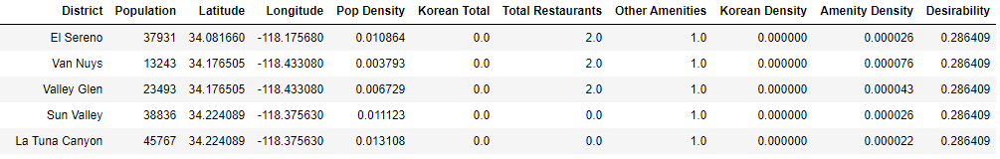 District Population Latitude Longitude Pop Density Korean Total Total Restaurants Other Amenities Korean Density Amenity Density Desirability
El Sereno 37931 34.081660 -118.175680 0.010864 0.0 2.0 1.0 0.000000 0.000026 0.286409
Van Nuys 13243 34.176505 -118.433080 0.003793 0.0 2.0 1.0 0.000000 0.000076 0.286409
Valley Glen 23493 34.176505 -118.433080 0.006729 0.0 2.0 1.0 0.000000 0.000043 0.286409
Sun Valley 38836 34.224089 -118.375630 0.011123 0.0 0.0 1.0 0.000000 0.000026 0.286409
La Tuna Canyon 45767 34.224089 -118.375630 0.013108 0.0 0.0 1.0 0.000000 0.000022 0.286409